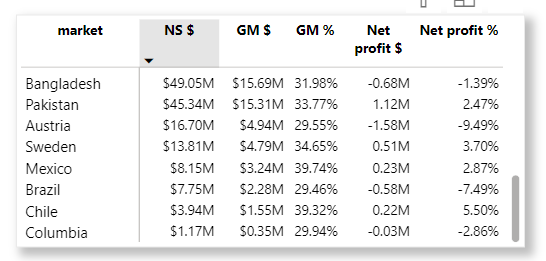 market NS $ GM $ GM % Net profit $ Net profit %
Bangladesh $49.05M $15.69M 31.98% -0.68M -1.39%
Pakistan $45.34M $15.31M 33.77% 1.12M 2.47%
Austria $16.70M $4.94M 29.55% -1.58M -9.49%
Sweden $13.81M $4.79M 34.65% 0.51M 3.70%
Mexico $8.15M $3.24M 39.74% 0.23M 2.87%
Brazil $7.75M $2.28M 29.46% -0.58M -7.49%
Chile $3.94M $1.55M 39.32% 0.22M 5.50%
Columbia $1.17M $0.35M 29.94% -0.03M -2.86%